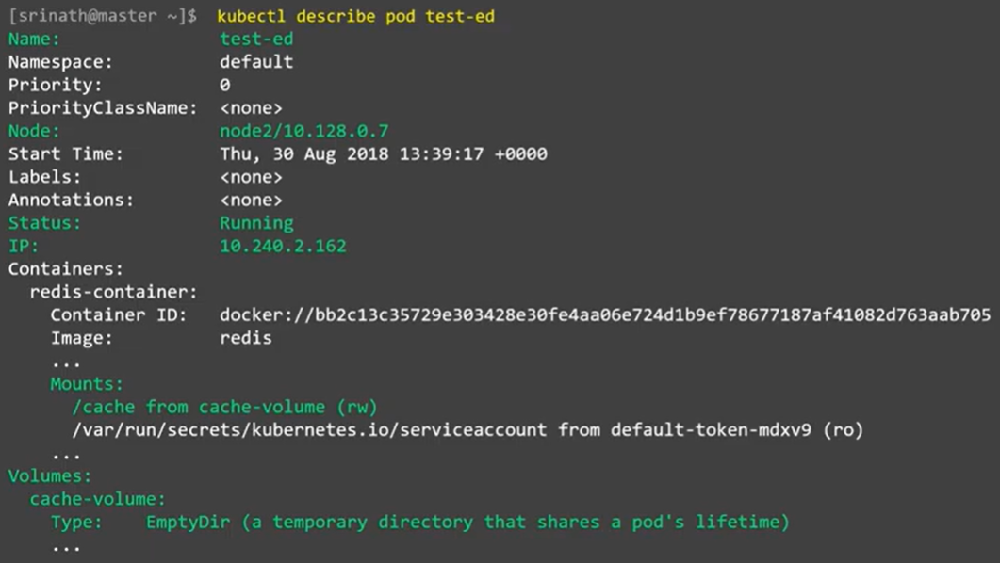 [srinath@master ~]$ kubectl describe pod test-ed
Name: test-ed
Namespace: default
Priority: 0
PriorityClassName: <none>
Node: node2/10.128.0.7
Start Time: Thu, 30 Aug 2018 13:39:17 +0000
Labels: <none>
Annotations: <none>
Status: Running
IP: 10.240.2.162
Containers:
redis-container:
Container ID: docker://bb2c13c35729e303428e30fe4aa06e724d1b9ef78677187af41082d763aab705
Image: redis
...
Mounts:
/cache from cache-volume (rw)
/var/run/secrets/kubernetes.io/serviceaccount from default-token-mdxv9 (ro)
...
Volumes:
cache-volume:
Type: EmptyDir (a temporary directory that shares a pod's lifetime)
...